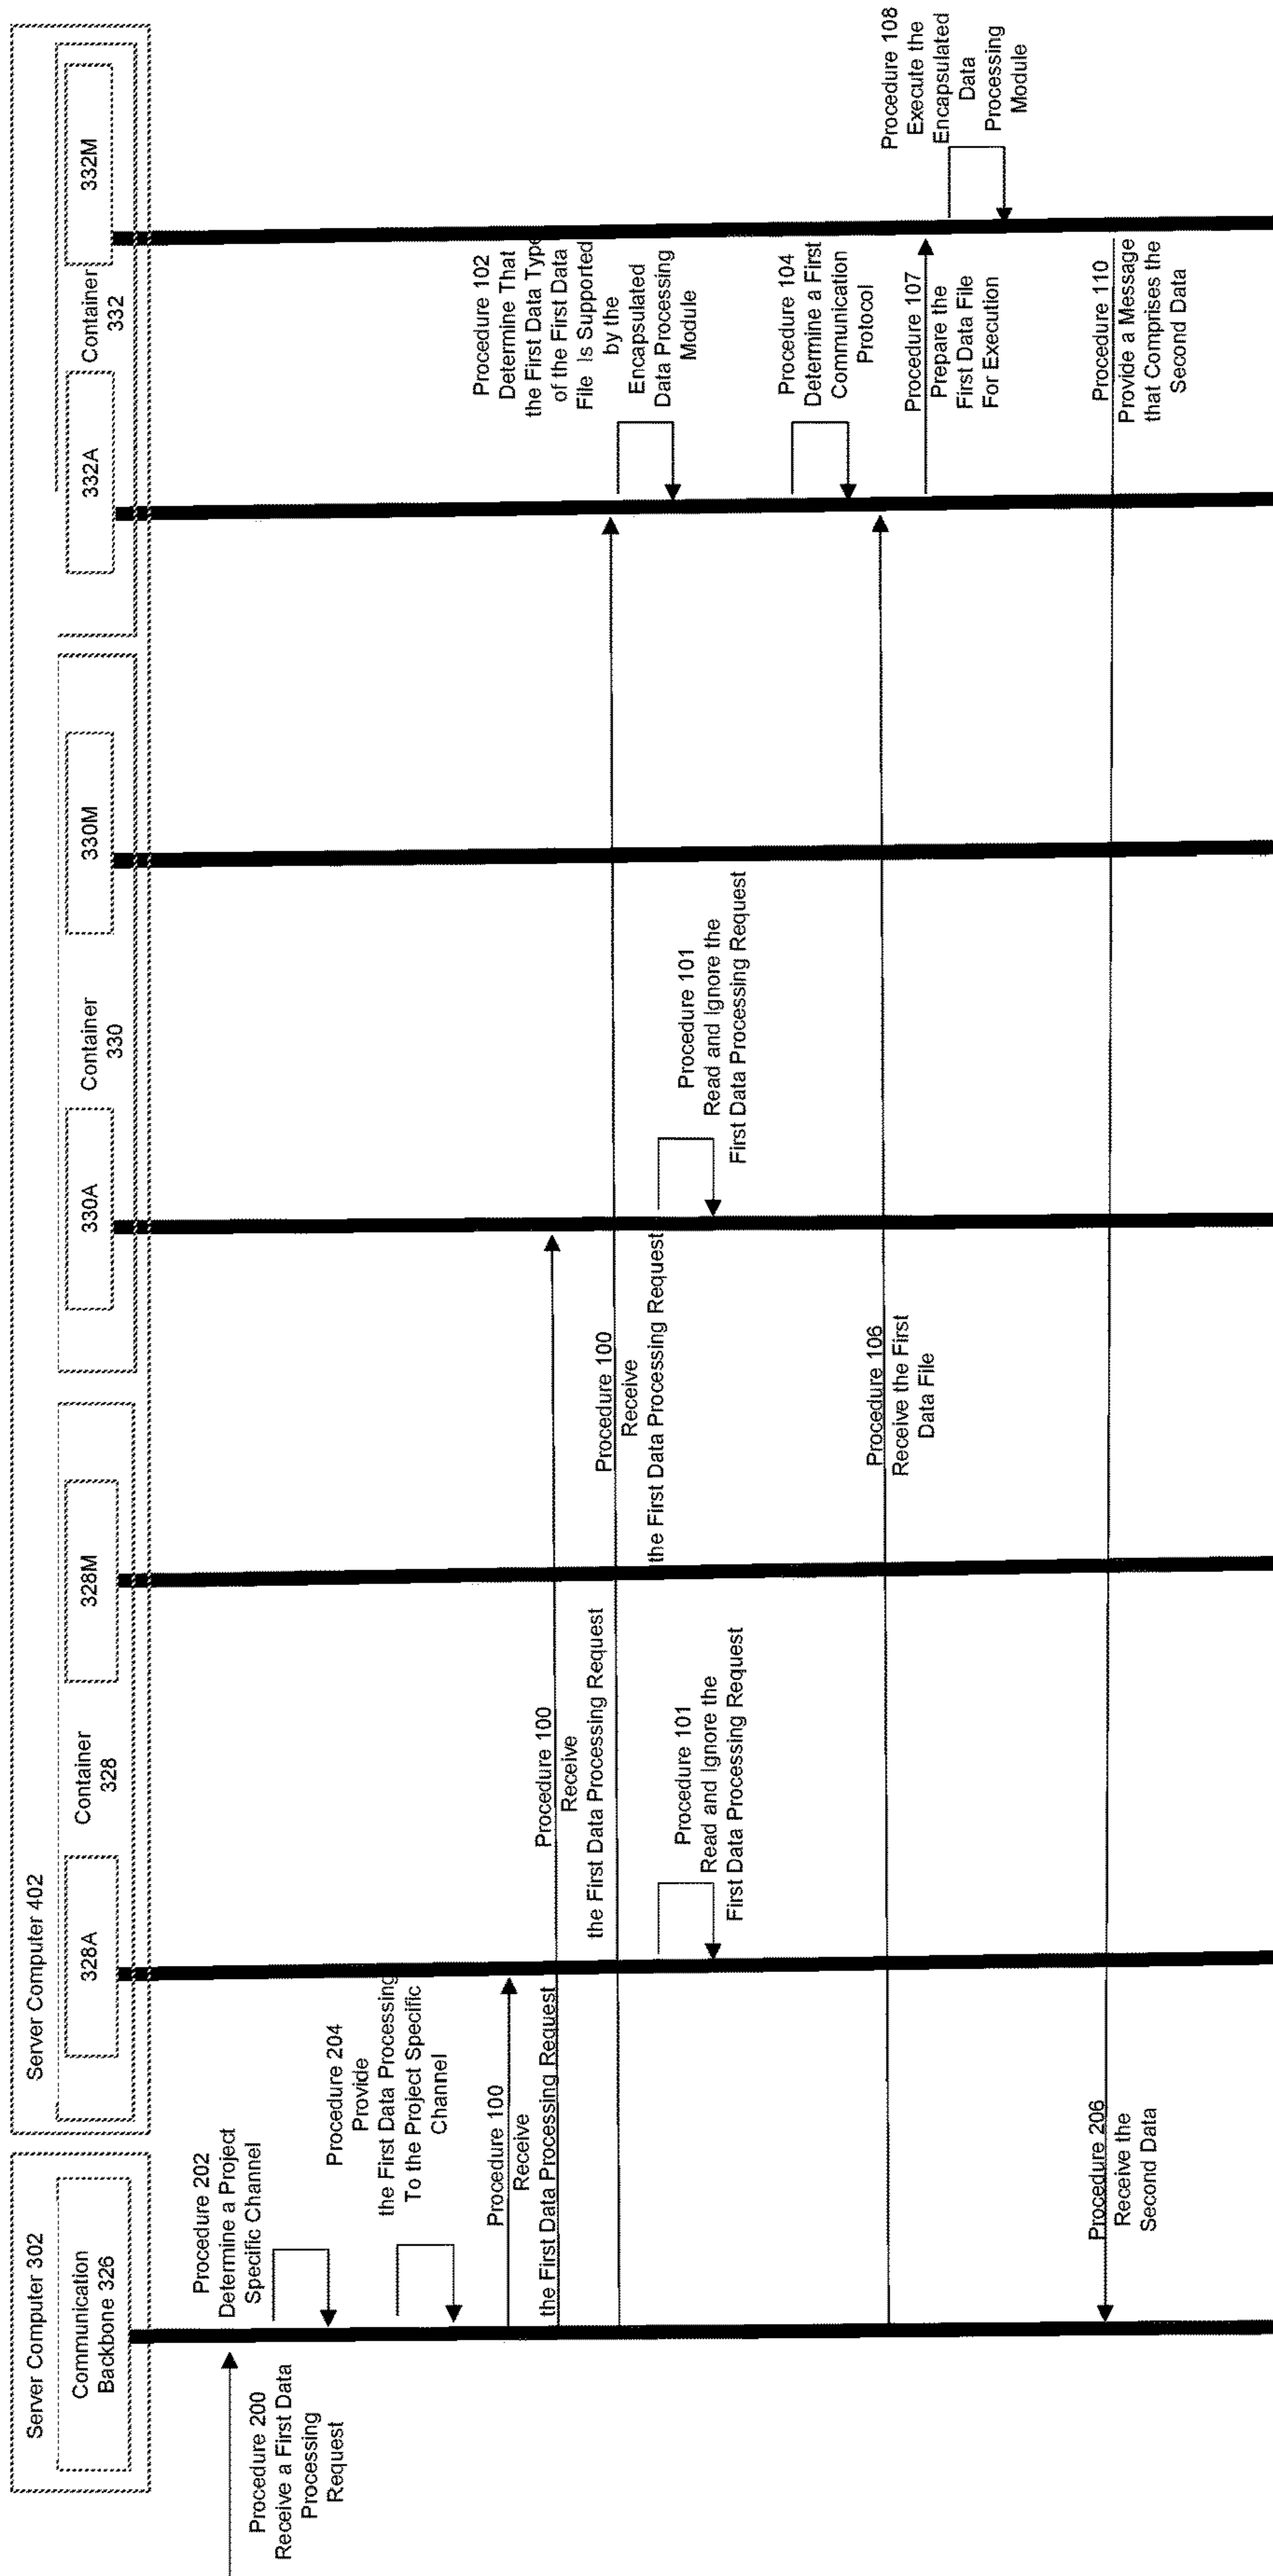 Server Computer 302
Communication
Backbone 326
Server Computer 402
328A
Container
328
328M
330A
Container
330
330M
332A
Container
332
332M
Procedure 200
Receive a First Data
Processing
Request
Procedure 202
Determine a Project
Specific Channel
Procedure 204
Provide
the First Data Processing
To the Project Specific
Channel
Procedure 100
Receive
the First Data Processing Request
Procedure 100
Receive
the First Data Processing Request
Procedure 100
Receive
the First Data Processing Request
Procedure 101
Read and Ignore the
First Data Processing Request
Procedure 101
Read and Ignore the
First Data Processing Request
Procedure 102
Determine That
the First Data Type
of the First Data
File Is Supported
by the
Encapsulated
Data Processing
Module
Procedure 104
Determine a First
Communication
Protocol
Procedure 106
Receive the First
Data File
Procedure 107
Prepare the
First Data File
For Execution
Procedure 108
Execute the
Encapsulated
Data
Processing
Module
Procedure 110
Provide a Message
that Comprises the
Second Data
Procedure 206
Receive the
Second Data